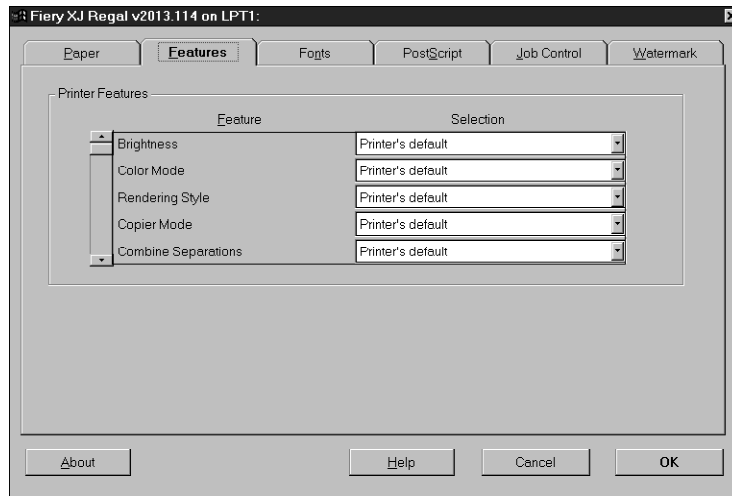 Fiery XJ Regal v2013.114 on LPT1:
Paper Features Fonts PostScript Job Control Watermark
Printer Features
Feature Selection
Brightness Printer's default
Color Mode Printer's default
Rendering Style Printer's default
Copier Mode Printer's default
Combine Separations Printer's default
About Help Cancel OK